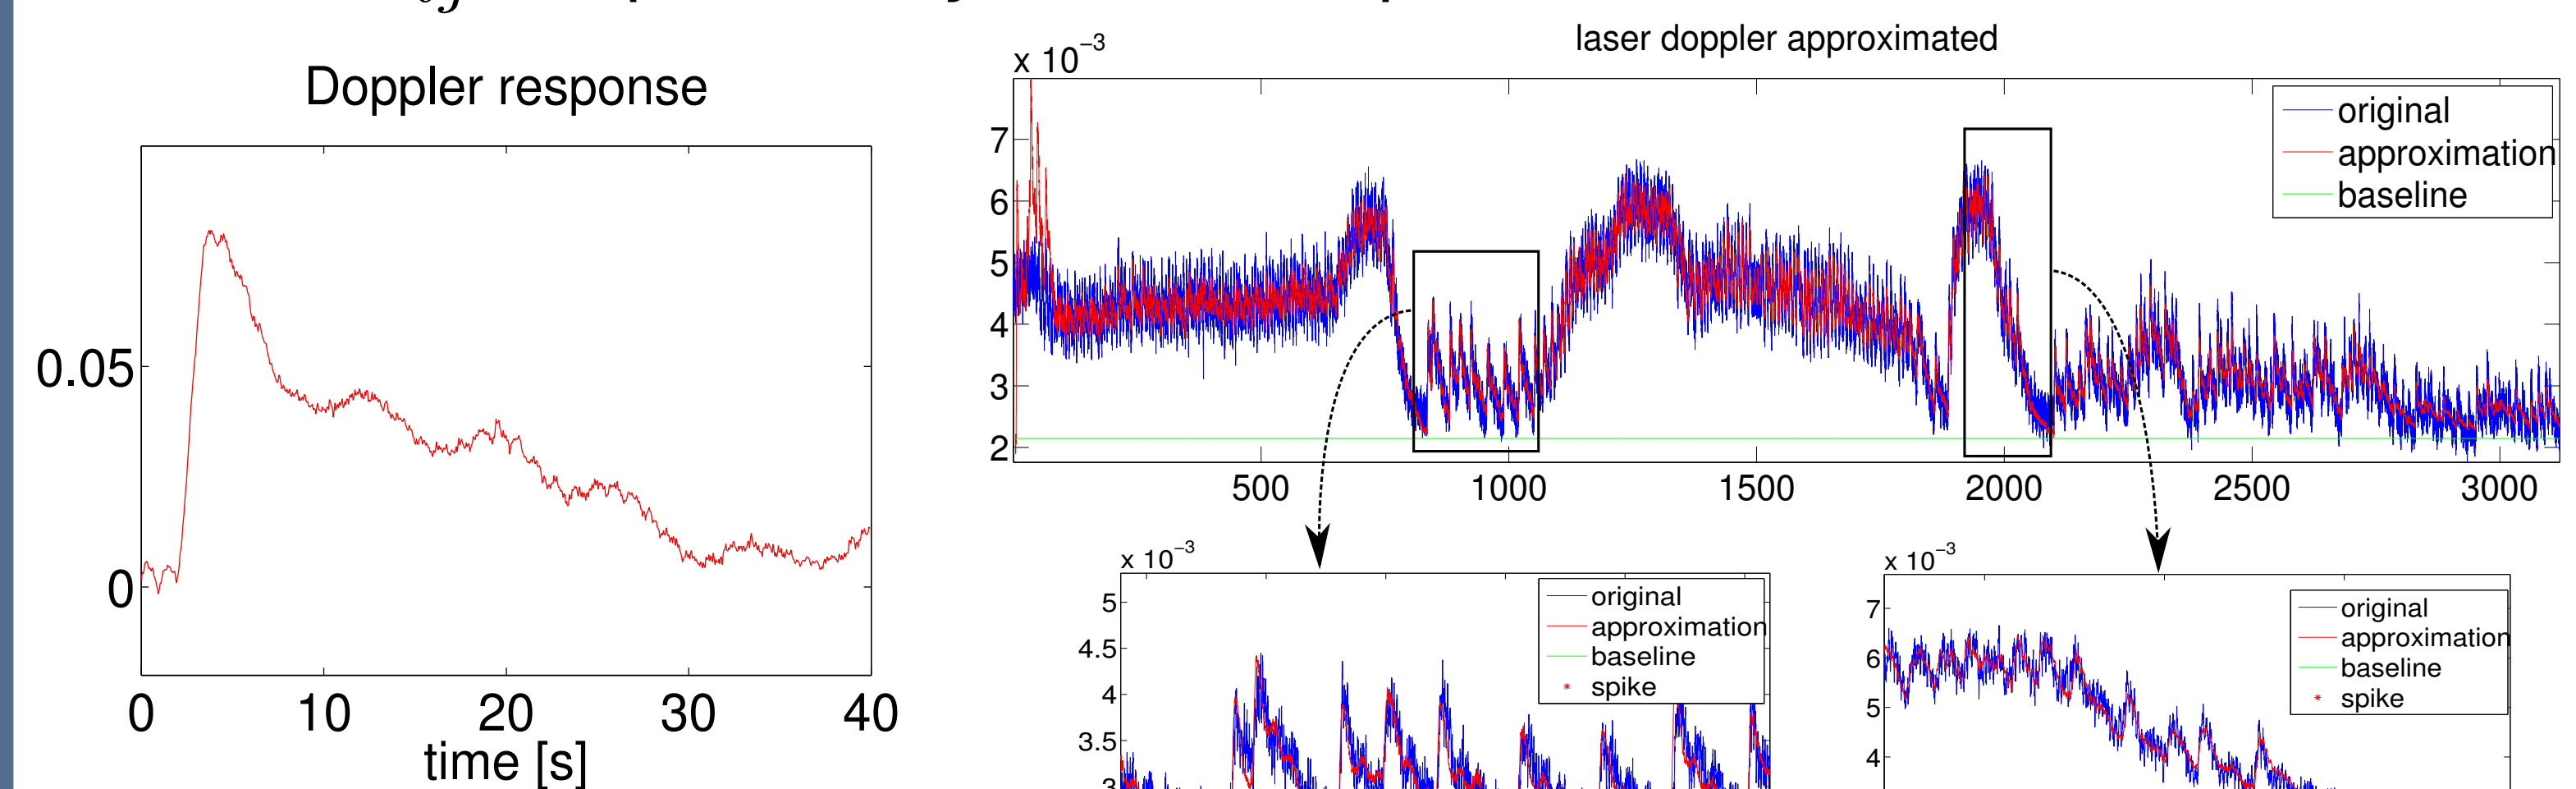 Doppler response
0.05
0
0 10 20 30 40
time [s]
laser doppler approximated
x 10⁻³
7
6
5
4
3
2
500 1000 1500 2000 2500 3000
original
approximation
baseline
x 10⁻³
5
4.5
4
3.5
3
original
approximation
baseline
spike
x 10⁻³
7
6
5
4
original
approximation
baseline
spike